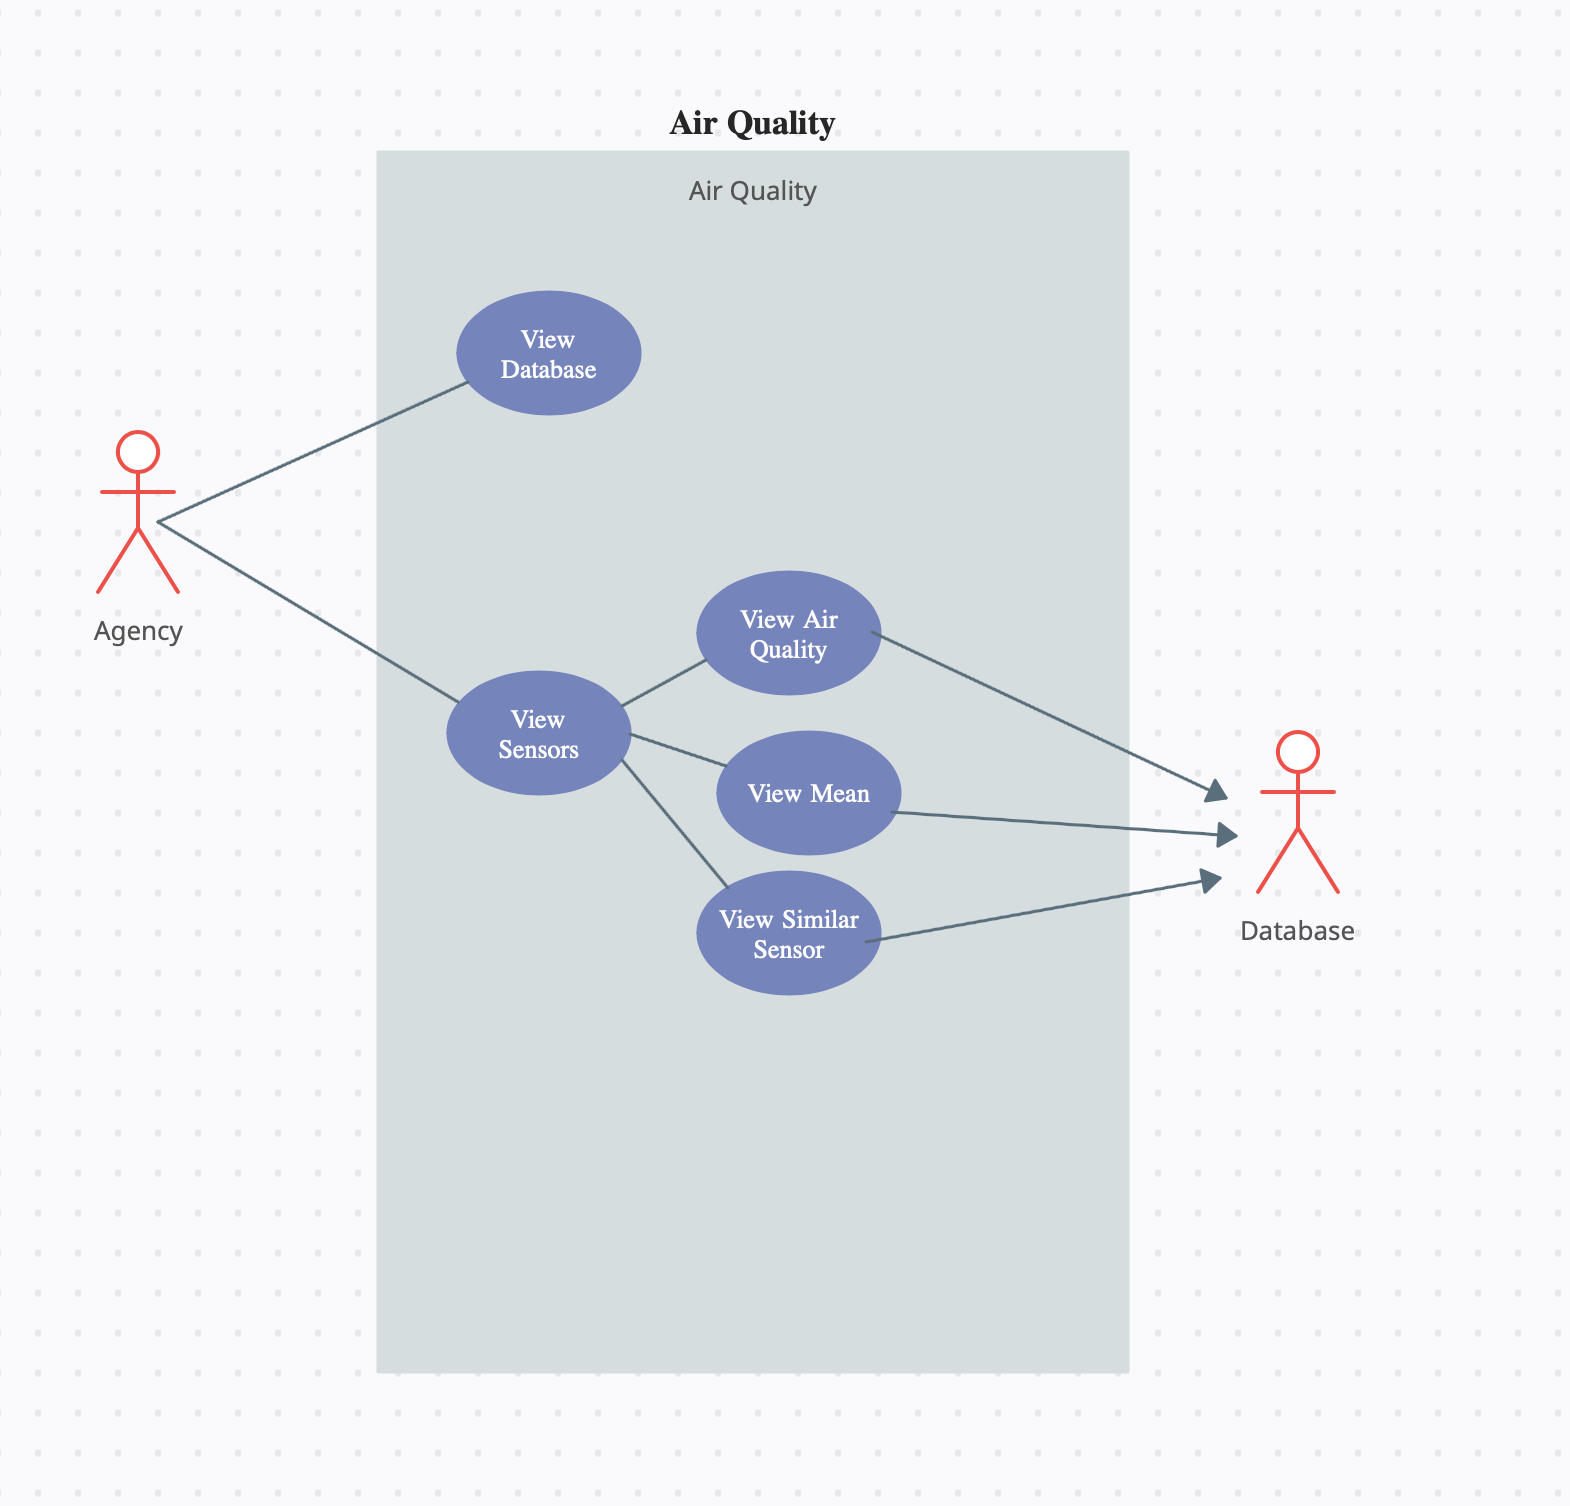 Air Quality
Air Quality
View
Database
Agency
View Air
Quality
View
Sensors
View Mean
View Similar
Sensor
Database